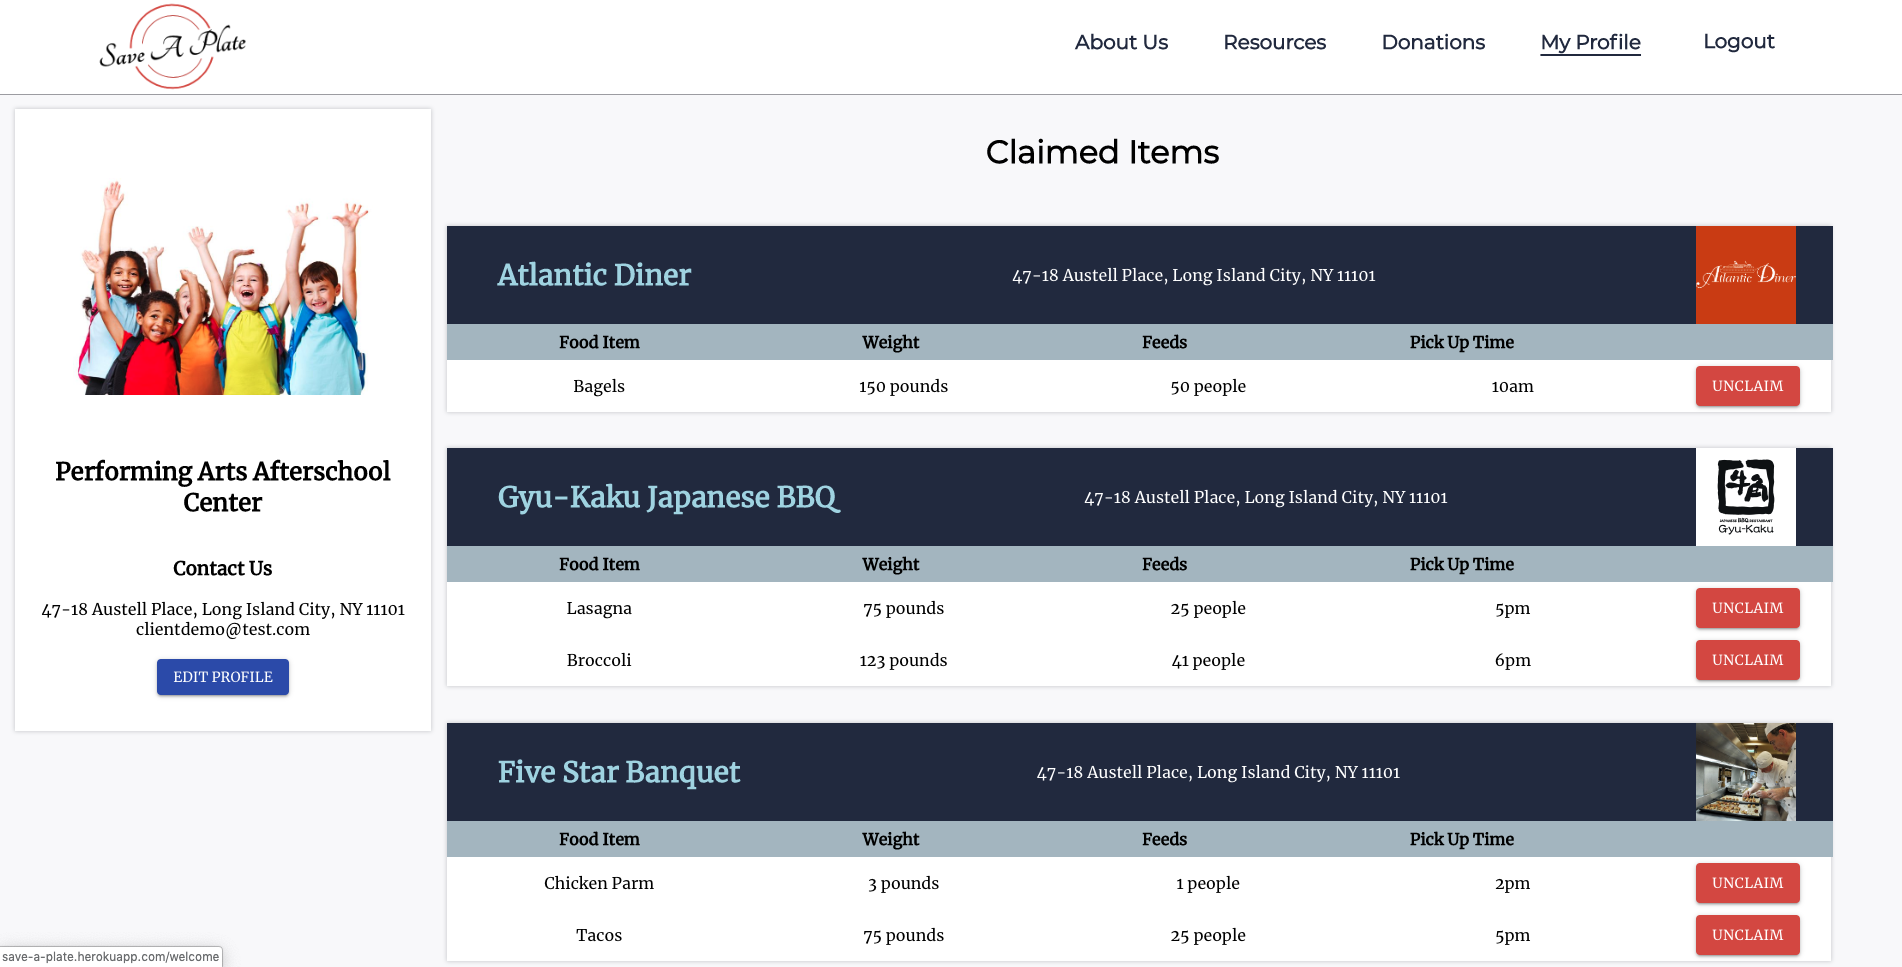 Save A Plate
About Us Resources Donations My Profile Logout
Performing Arts Afterschool
Center
Contact Us
47-18 Austell Place, Long Island City, NY 11101
clientdemo@test.com
EDIT PROFILE
Claimed Items
Atlantic Diner 47-18 Austell Place, Long Island City, NY 11101 Atlantic Diner
Food Item Weight Feeds Pick Up Time
Bagels 150 pounds 50 people 10am UNCLAIM
Gyu-Kaku Japanese BBQ 47-18 Austell Place, Long Island City, NY 11101
牛角
JAPANESE BBQ RESTAURANT
Gyu-Kaku
Food Item Weight Feeds Pick Up Time
Lasagna 75 pounds 25 people 5pm UNCLAIM
Broccoli 123 pounds 41 people 6pm UNCLAIM
Five Star Banquet 47-18 Austell Place, Long Island City, NY 11101
Food Item Weight Feeds Pick Up Time
Chicken Parm 3 pounds 1 people 2pm UNCLAIM
Tacos 75 pounds 25 people 5pm UNCLAIM
save-a-plate.herokuapp.com/welcome